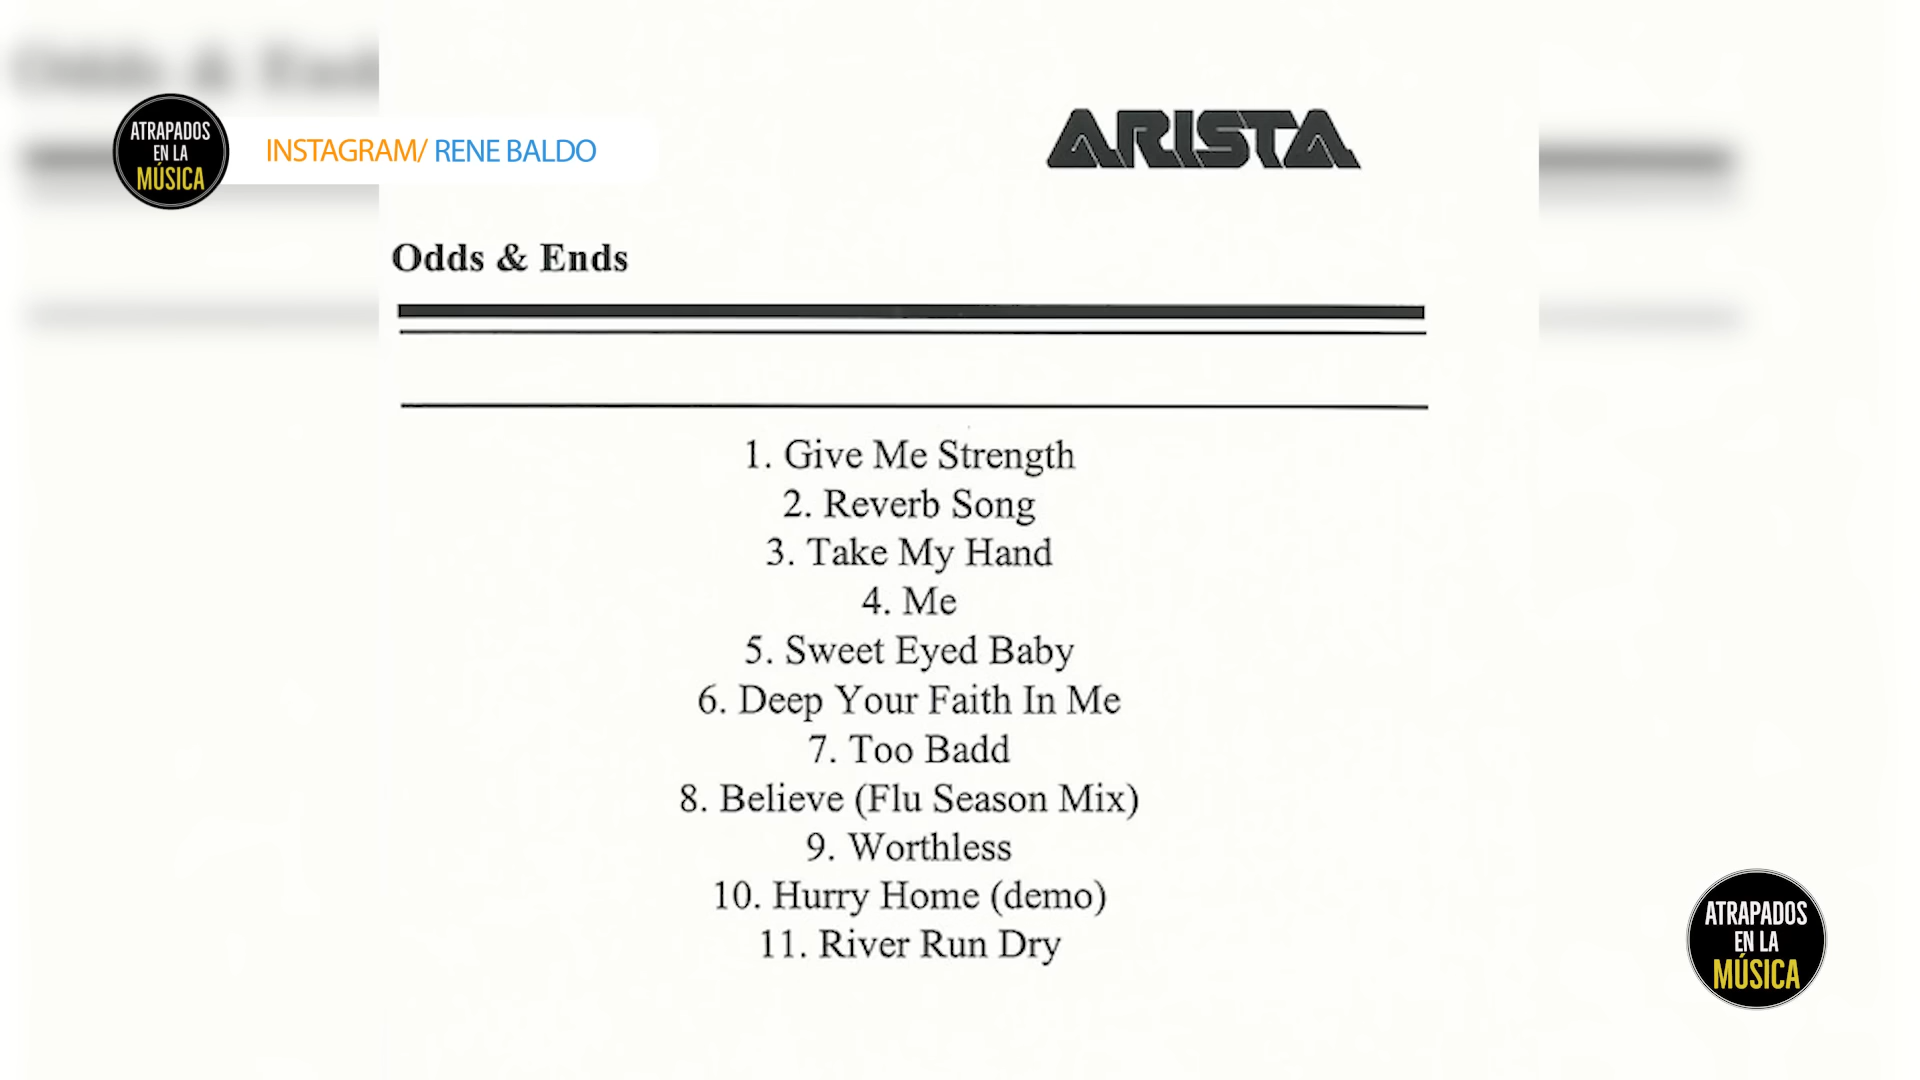 Odds & End
ATRAPADOS
EN LA
MÚSICA
INSTAGRAM/ RENE BALDO
ARISTA
Odds & Ends
1. Give Me Strength
2. Reverb Song
3. Take My Hand
4. Me
5. Sweet Eyed Baby
6. Deep Your Faith In Me
7. Too Badd
8. Believe (Flu Season Mix)
9. Worthless
10. Hurry Home (demo)
11. River Run Dry
ATRAPADOS
EN LA
MÚSICA